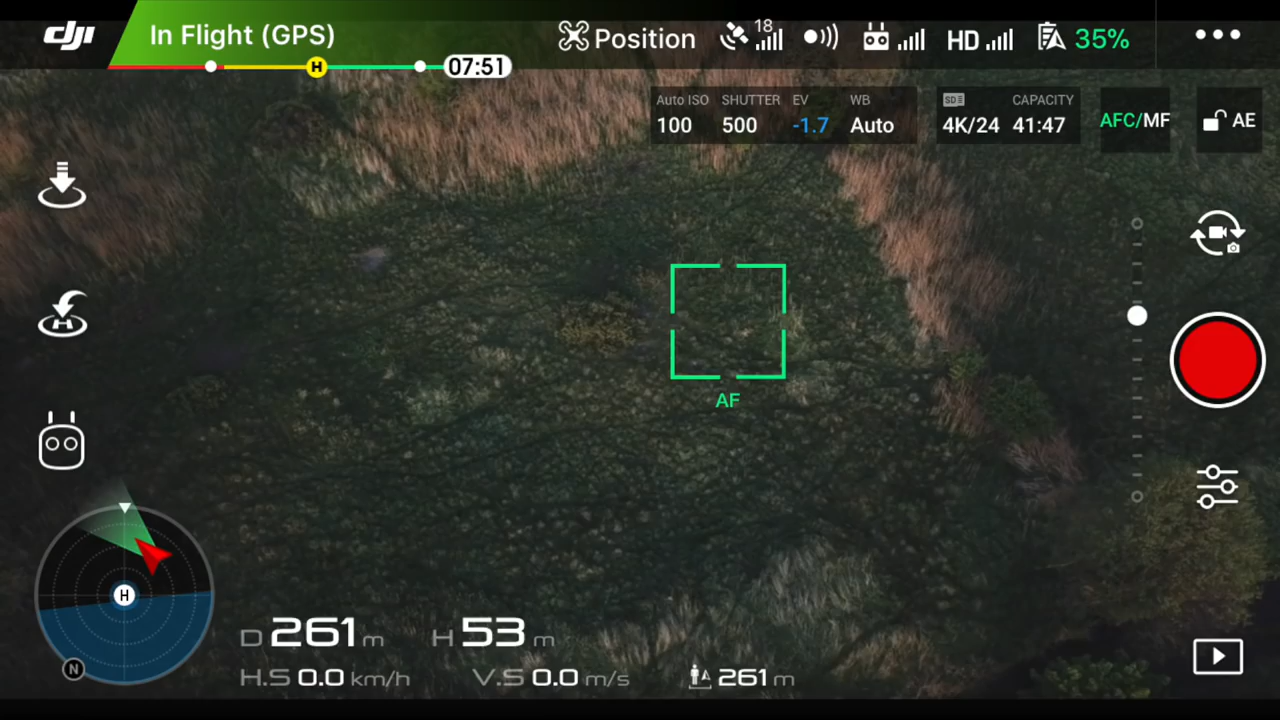 dji In Flight (GPS) Position 18 HD 35%
H 07:51
Auto ISO SHUTTER EV WB CAPACITY
100 500 -1.7 Auto 4K/24 41:47 AFC/MF AE
AF
H
D 261 m H 53 m
N H.S 0.0 km/h V.S 0.0 m/s 261 m